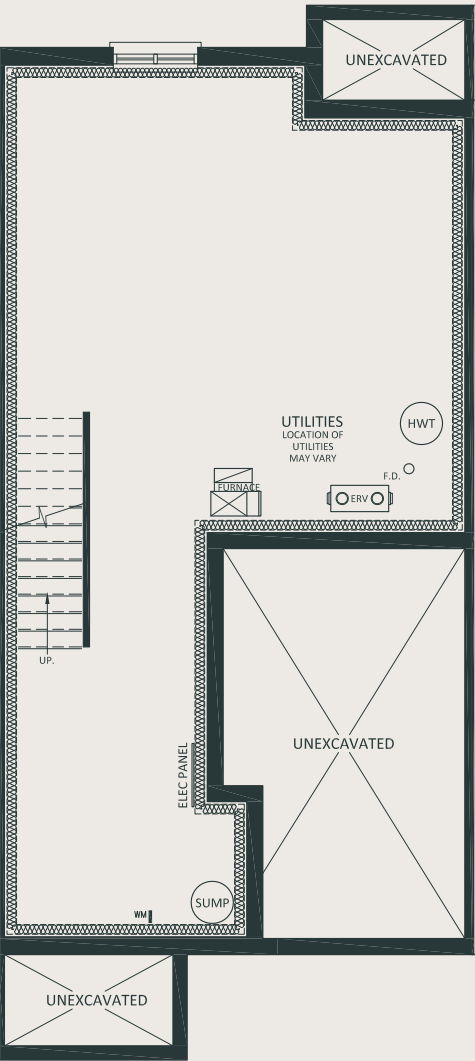 UNEXCAVATED
UTILITIES
LOCATION OF
UTILITIES
MAY VARY
HWT
F.D.
FURNACE
ERV
UP.
UNEXCAVATED
ELEC PANEL
SUMP
WM
UNEXCAVATED